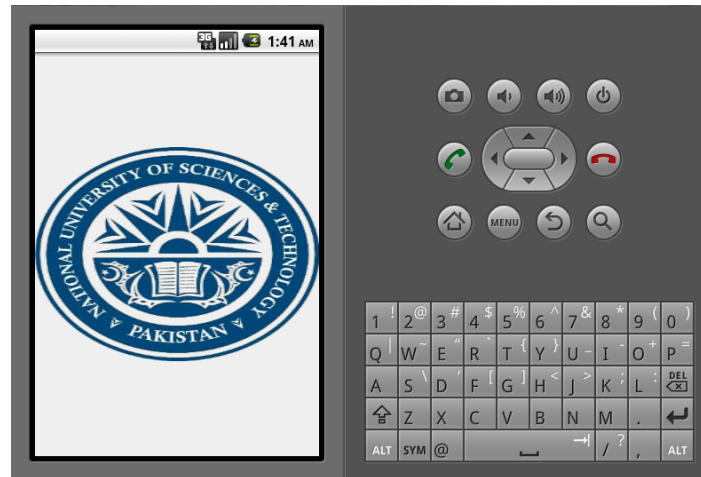 3G 1:41 AM
NATIONAL UNIVERSITY OF SCIENCES & TECHNOLOGY
PAKISTAN
MENU
1 ! 2 @ 3 # 4 $ 5 % 6 ^ 7 & 8 * 9 ( 0 )
Q | W ~ E " R ` T { Y } U _ I - O + P =
A S \ D ' F [ G ] H < J > K ; L : DEL
Z X C V B N M .
ALT SYM @ / ? , ALT